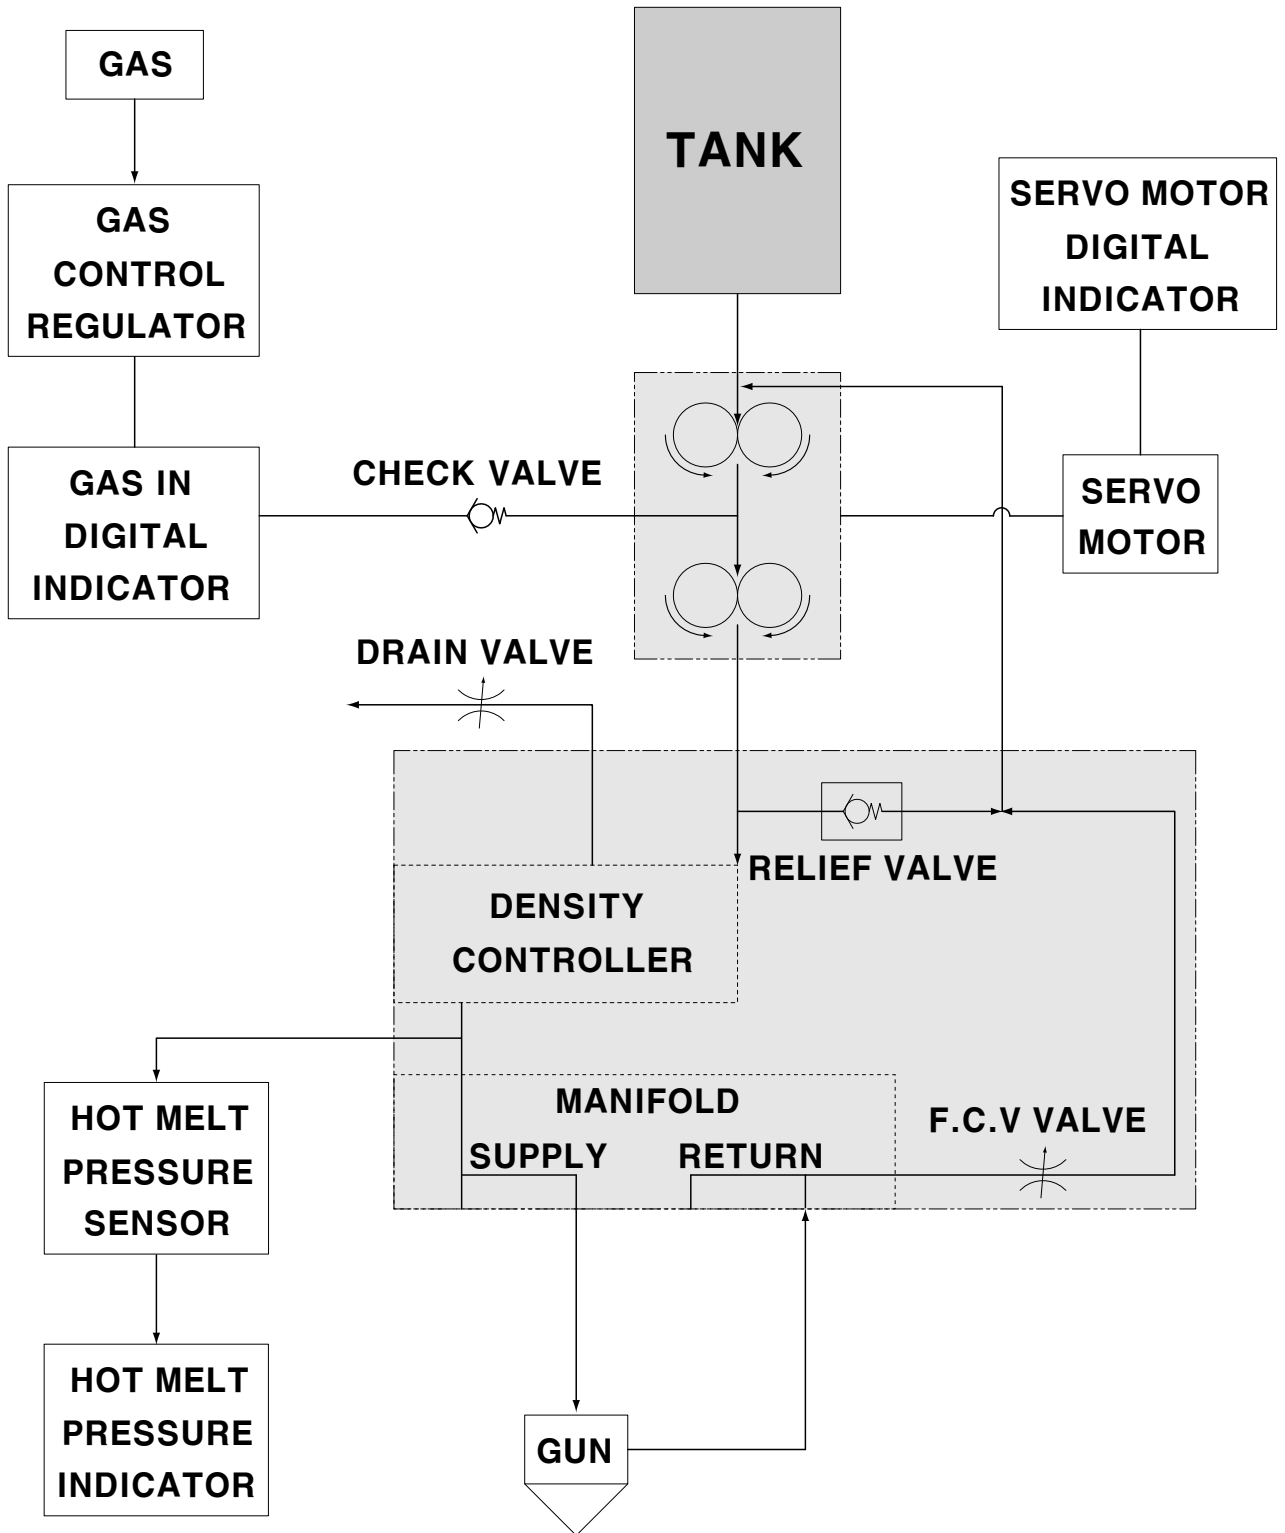 GAS
TANK
SERVO MOTOR
DIGITAL
INDICATOR
GAS
CONTROL
REGULATOR
CHECK VALVE
GAS IN
DIGITAL
INDICATOR
SERVO
MOTOR
DRAIN VALVE
RELIEF VALVE
DENSITY
CONTROLLER
MANIFOLD
SUPPLY
RETURN
F.C.V VALVE
HOT MELT
PRESSURE
SENSOR
HOT MELT
PRESSURE
INDICATOR
GUN